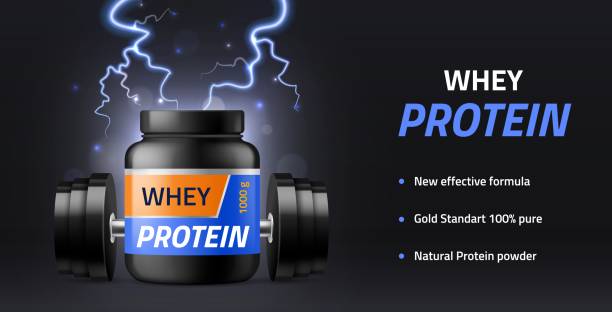 WHEY
PROTEIN
1000 g
WHEY
PROTEIN
New effective formula
Gold Standart 100% pure
Natural Protein powder